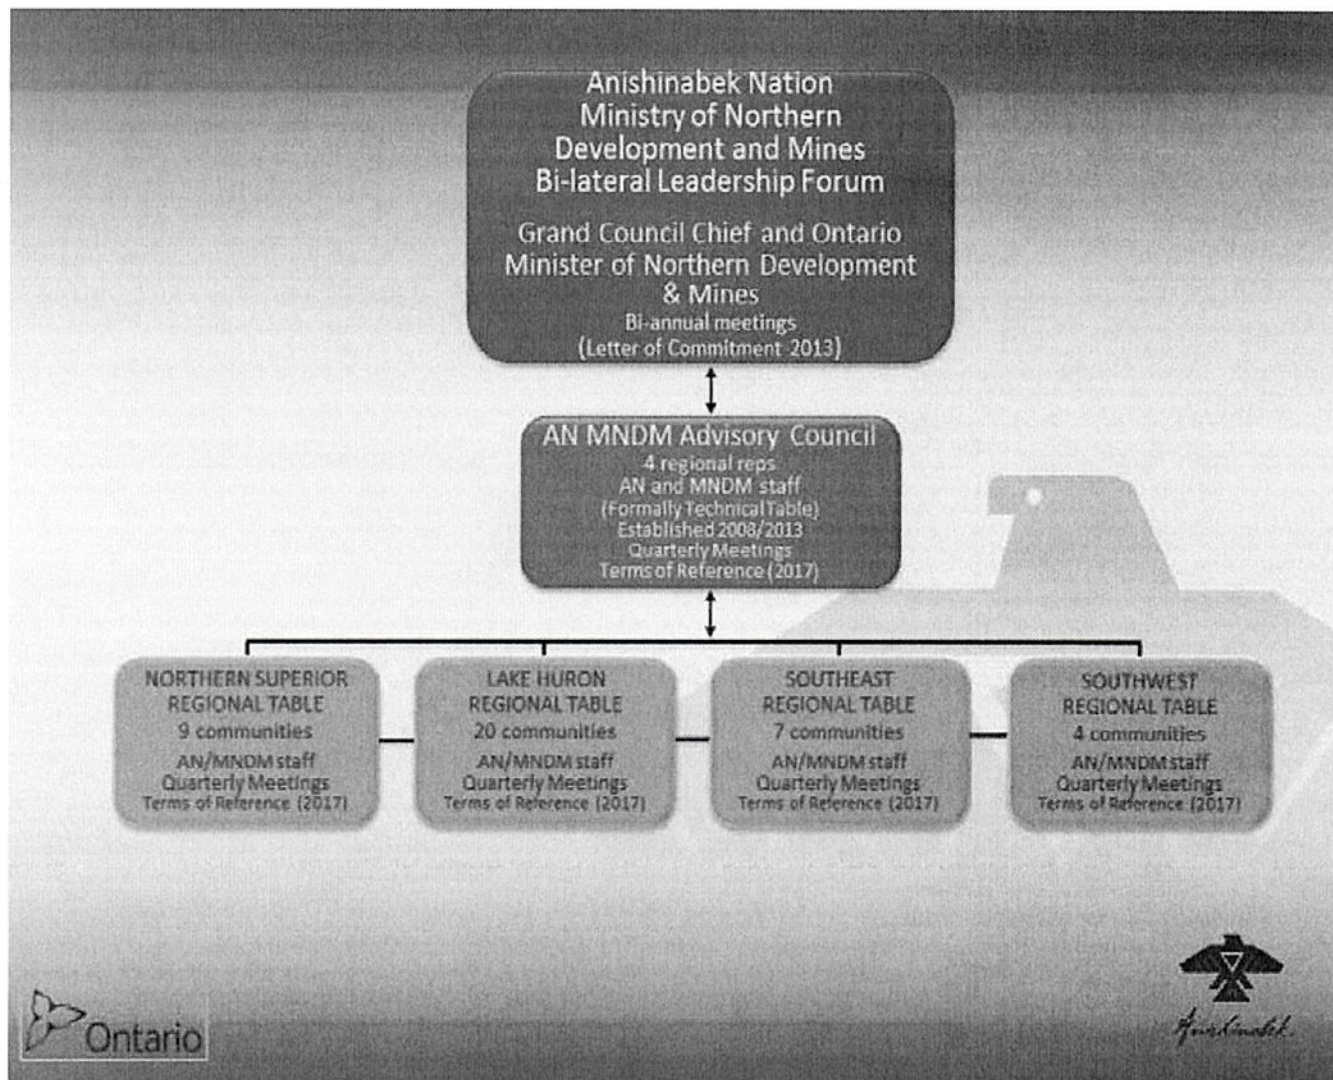 Anishinabek Nation
Ministry of Northern
Development and Mines
Bi-lateral Leadership Forum
Grand Council Chief and Ontario
Minister of Northern Development
& Mines
Bi-annual meetings
(Letter of Commitment 2013)
AN MNDM Advisory Council
4 regional reps
AN and MNDM staff
(Formally Technical Table)
Established 2008/2013
Quarterly Meetings
Terms of Reference (2017)
NORTHERN SUPERIOR
REGIONAL TABLE
9 communities
AN/MNDM staff
Quarterly Meetings
Terms of Reference (2017)
LAKE HURON
REGIONAL TABLE
20 communities
AN/MNDM staff
Quarterly Meetings
Terms of Reference (2017)
SOUTHEAST
REGIONAL TABLE
7 communities
AN/MNDM staff
Quarterly Meetings
Terms of Reference (2017)
SOUTHWEST
REGIONAL TABLE
4 communities
AN/MNDM staff
Quarterly Meetings
Terms of Reference (2017)
Ontario
Anishinabek